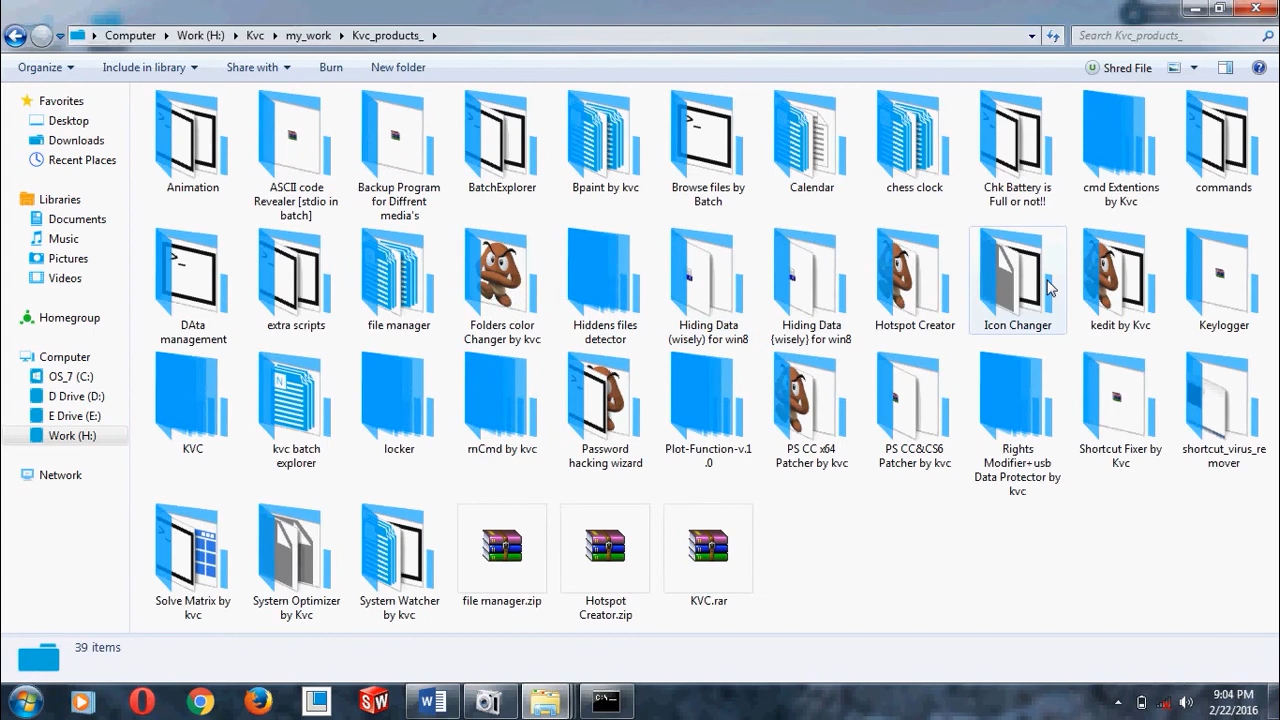 Computer
Work (H:)
Kvc
my_work
Kvc_products_
Search Kvc_products_
Organize
Include in library
Share with
Burn
New folder
Shred File
Favorites
Desktop
Downloads
Recent Places
Libraries
Documents
Music
Pictures
Videos
Homegroup
Computer
OS_7 (C:)
D Drive (D:)
E Drive (E:)
Work (H:)
Network
Animation
ASCII code
Revealer [stdio in
batch]
Backup Program
for Diffrent
media's
BatchExplorer
Bpaint by kvc
Browse files by
Batch
Calendar
chess clock
Chk Battery is
Full or not!!
cmd Extentions
by Kvc
commands
DAta
management
extra scripts
file manager
Folders color
Changer by kvc
Hiddens files
detector
Hiding Data
(wisely) for win8
Hiding Data
{wisely} for win8
Hotspot Creator
Icon Changer
kedit by Kvc
Keylogger
KVC
kvc batch
explorer
locker
mCmd by kvc
Password
hacking wizard
Plot-Function-v.1
.0
PS CC x64
Patcher by kvc
PS CC&CS6
Patcher by kvc
Rights
Modifier+usb
Data Protector by
kvc
Shortcut Fixer by
Kvc
shortcut_virus_re
mover
Solve Matrix by
kvc
System Optimizer
by Kvc
System Watcher
by kvc
file manager.zip
Hotspot
Creator.zip
KVC.rar
39 items
9:04 PM
2/22/2016